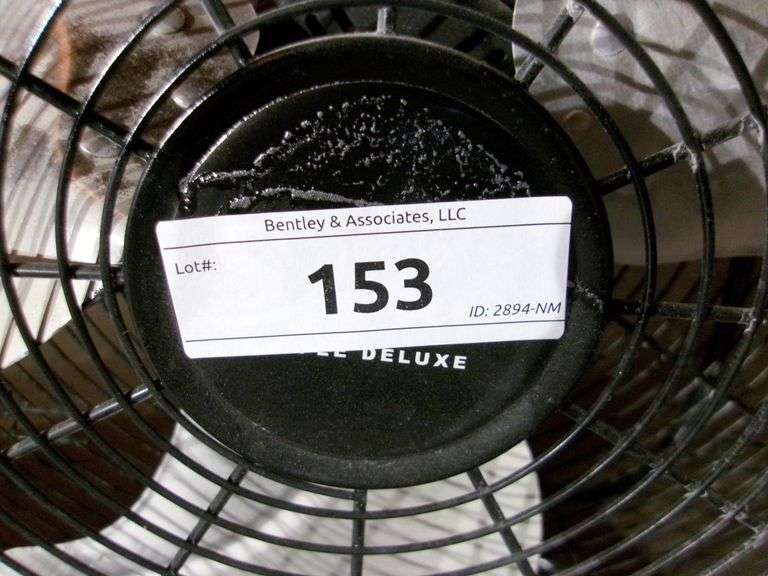 Bentley & Associates, LLC
Lot#:
153
ID: 2894-NM
DELUXE